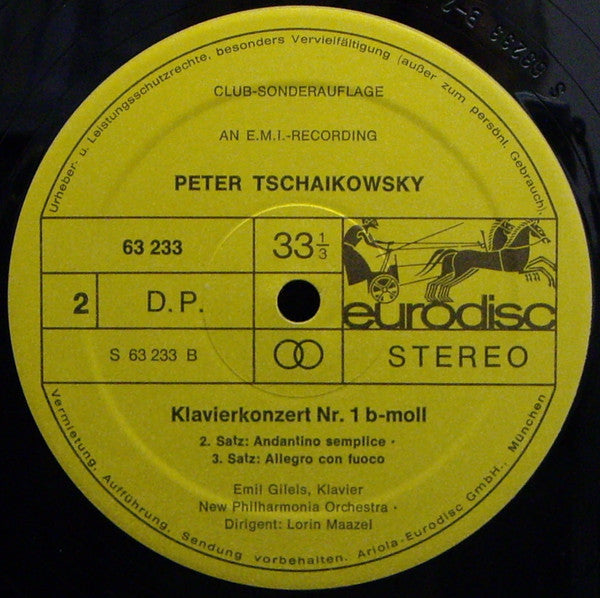 Urheber- u. Leistungsschutzrechte, besonders Vervielfältigung (außer zum persönl. Gebrauch),
CLUB-SONDERAUFLAGE
AN E.M.I.-RECORDING
PETER TSCHAIKOWSKY
63 233
33 1/3
2
D.P.
eurodisc
S 63 233 B
STEREO
Klavierkonzert Nr. 1 b-moll
2. Satz: Andantino semplice ·
3. Satz: Allegro con fuoco
Emil Gilels, Klavier
New Philharmonia Orchestra ·
Dirigent: Lorin Maazel
Vermietung, Aufführung, Sendung vorbehalten. Ariola-Eurodisc GmbH., München